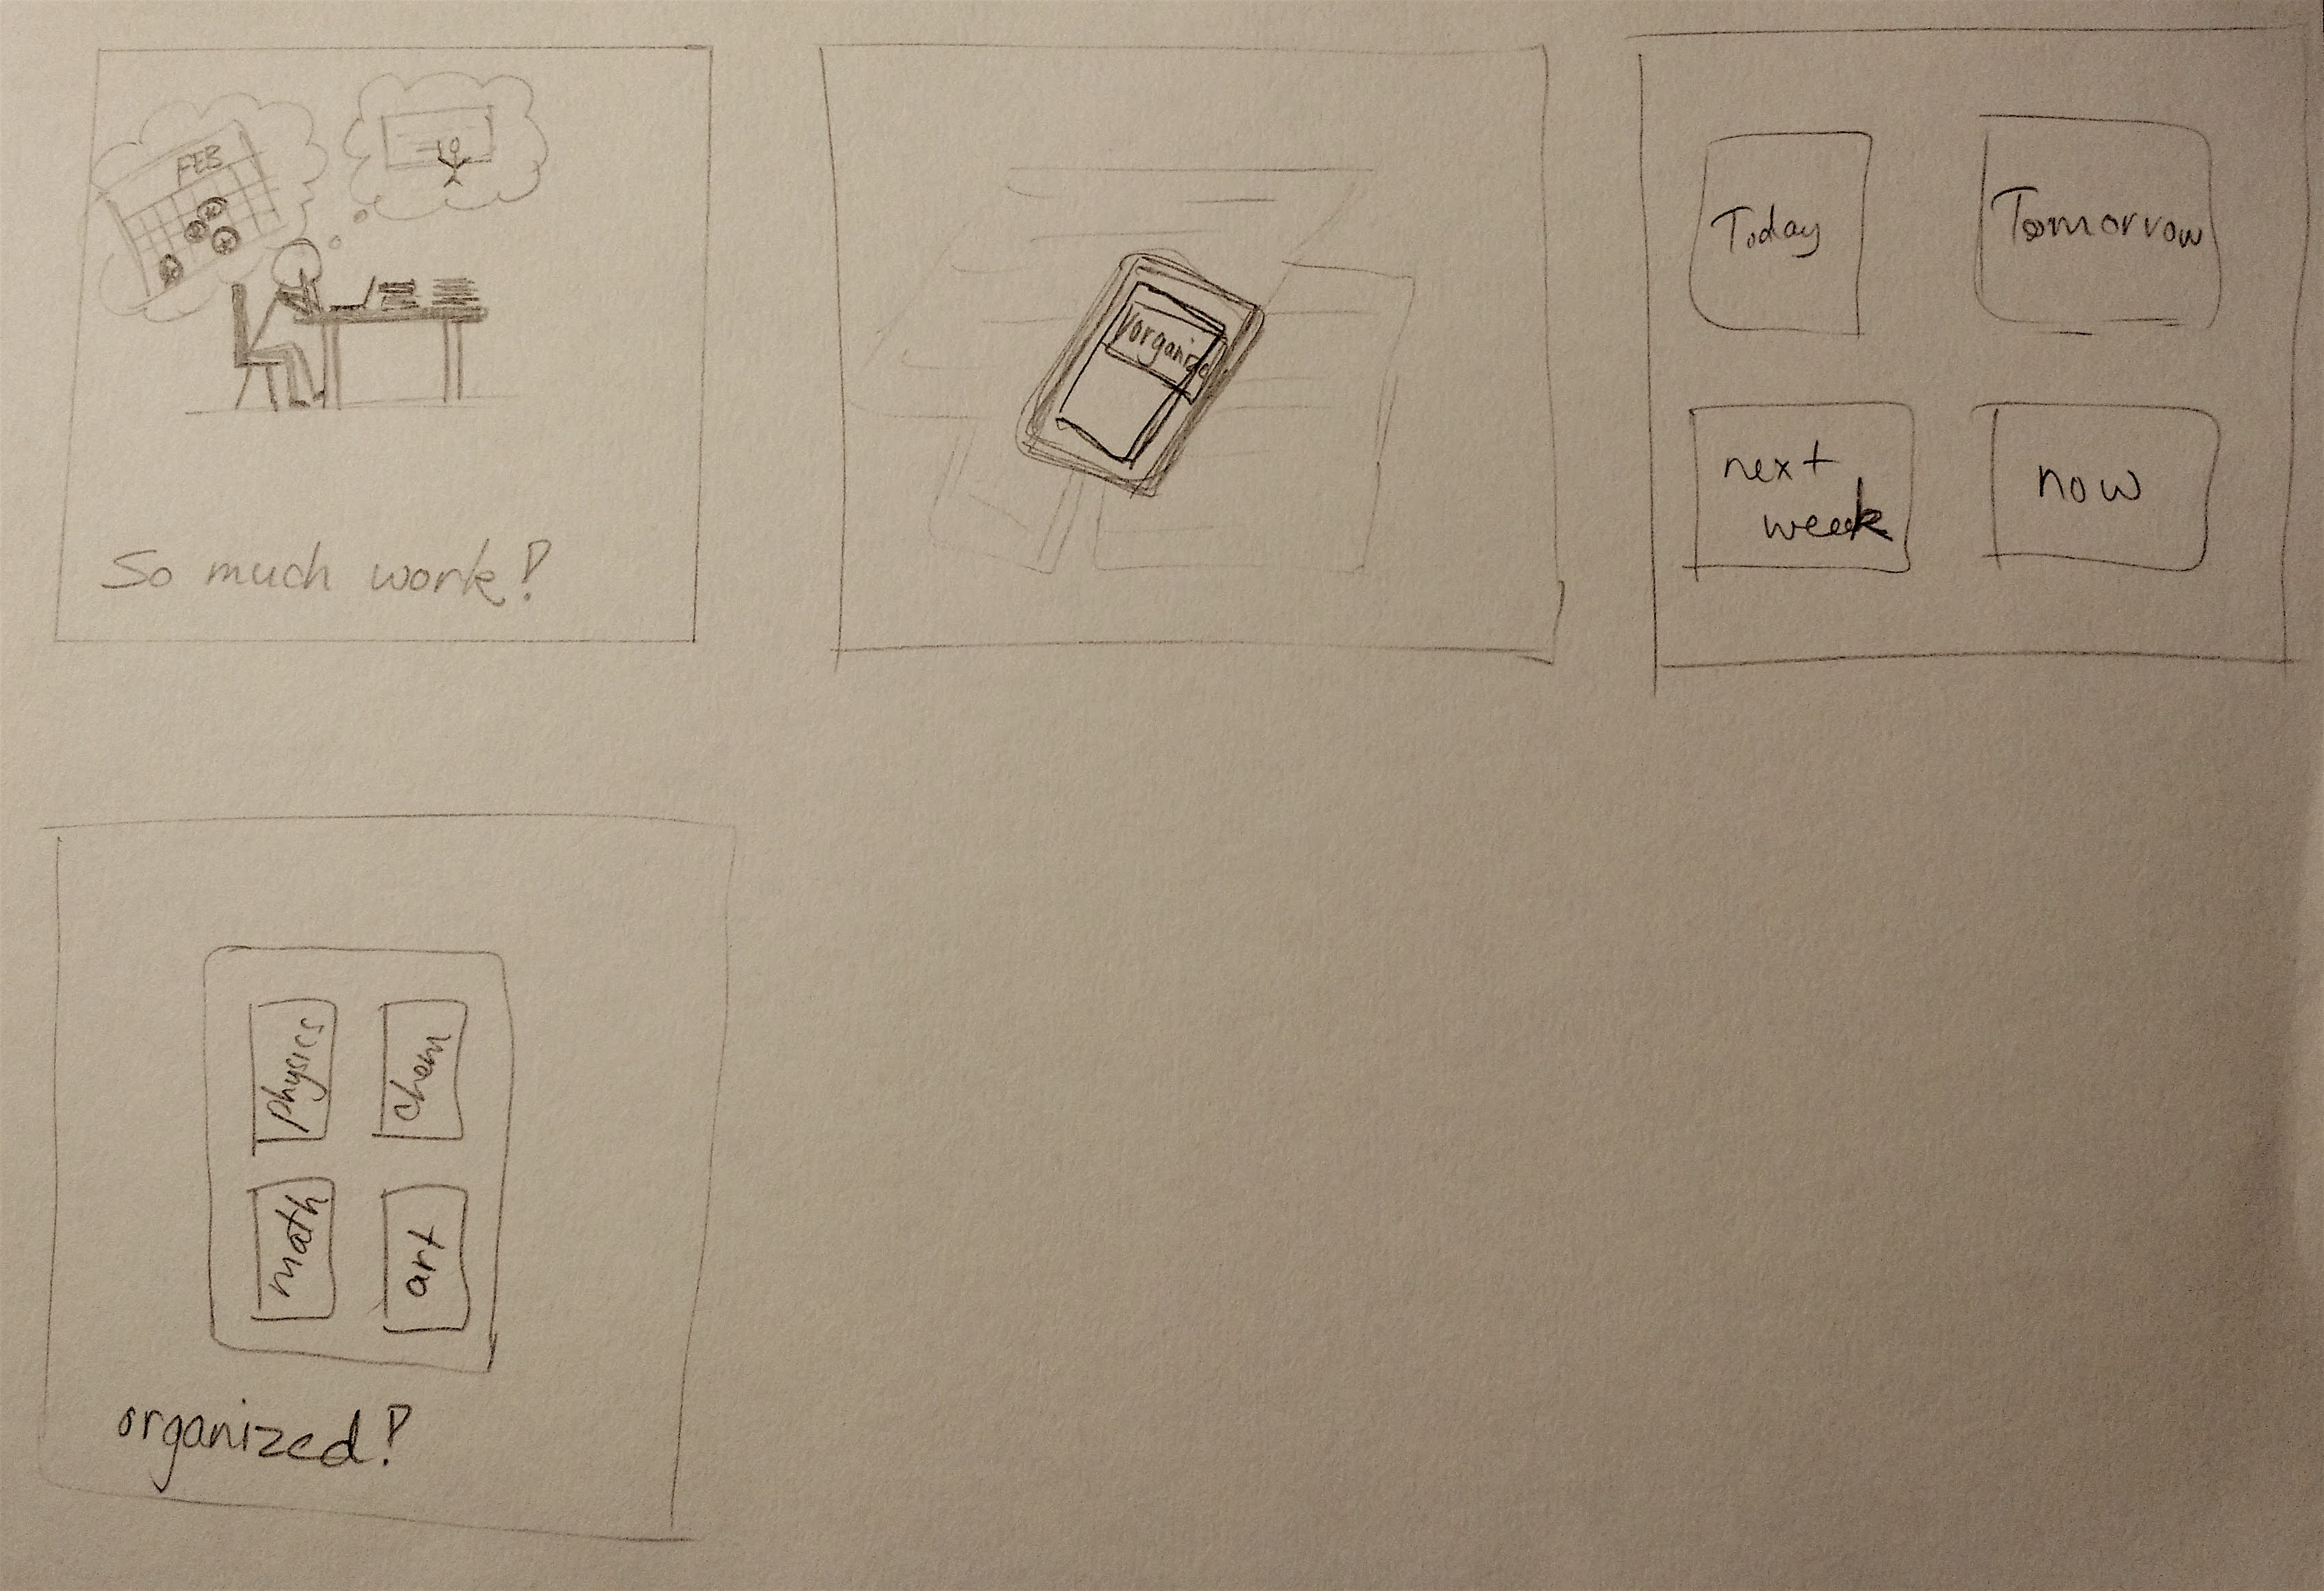 FEB
So much work!
organize
Today
Tomorrow
next
week
now
Physics
Chem
math
art
organized!